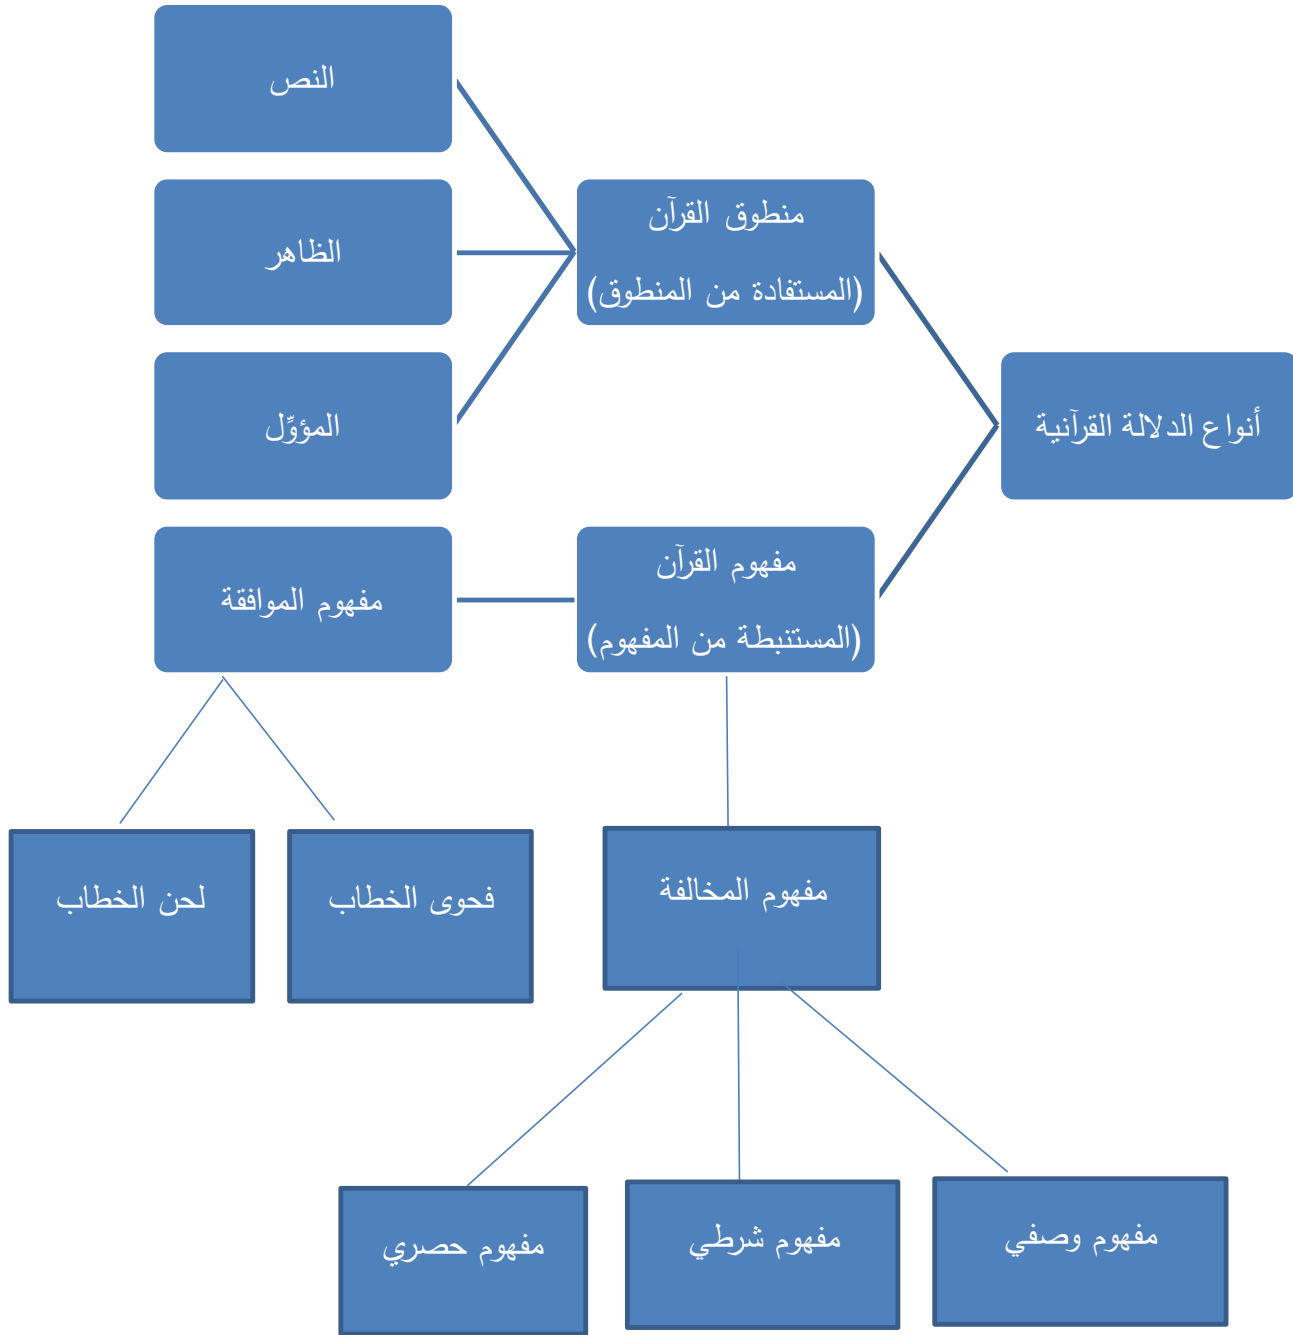 أنواع الدلالة القرآنية
منطوق القرآن
(المستفادة من المنطوق)
النص
الظاهر
المؤوِّل
مفهوم القرآن
(المستنبطة من المفهوم)
مفهوم الموافقة
فحوى الخطاب
لحن الخطاب
مفهوم المخالفة
مفهوم وصفي
مفهوم شرطي
مفهوم حصري